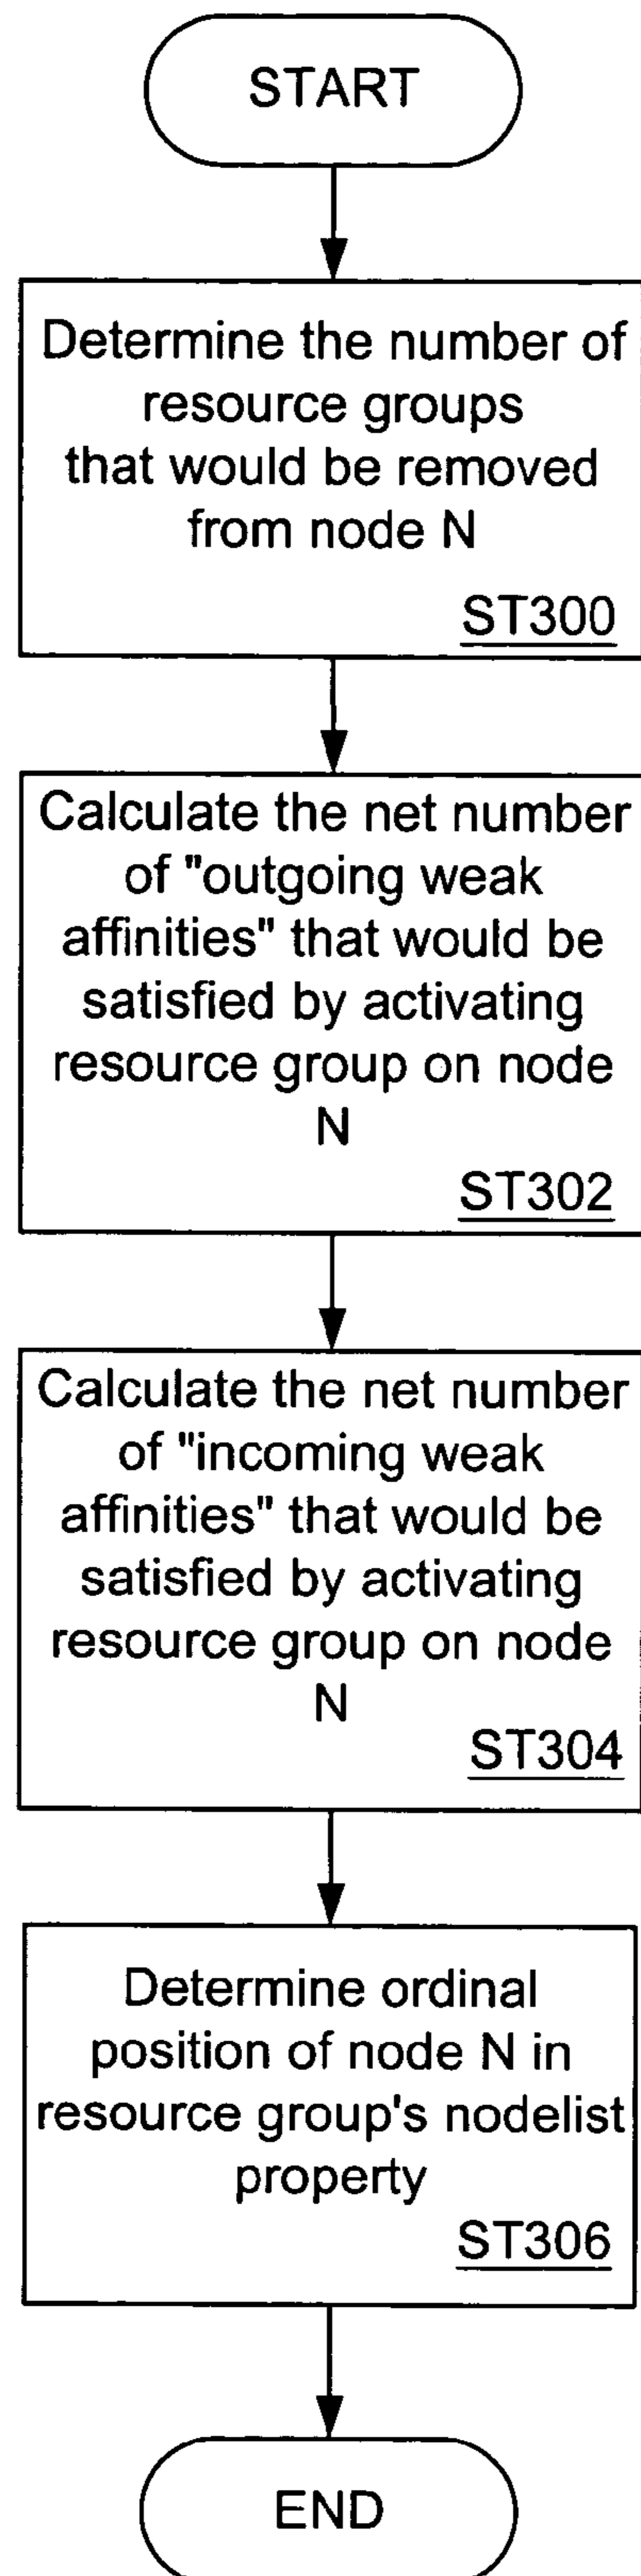 START
Determine the number of
resource groups
that would be removed
from node N
ST300
Calculate the net number
of "outgoing weak
affinities" that would be
satisfied by activating
resource group on node
N
ST302
Calculate the net number
of "incoming weak
affinities" that would be
satisfied by activating
resource group on node
N
ST304
Determine ordinal
position of node N in
resource group's nodelist
property
ST306
END